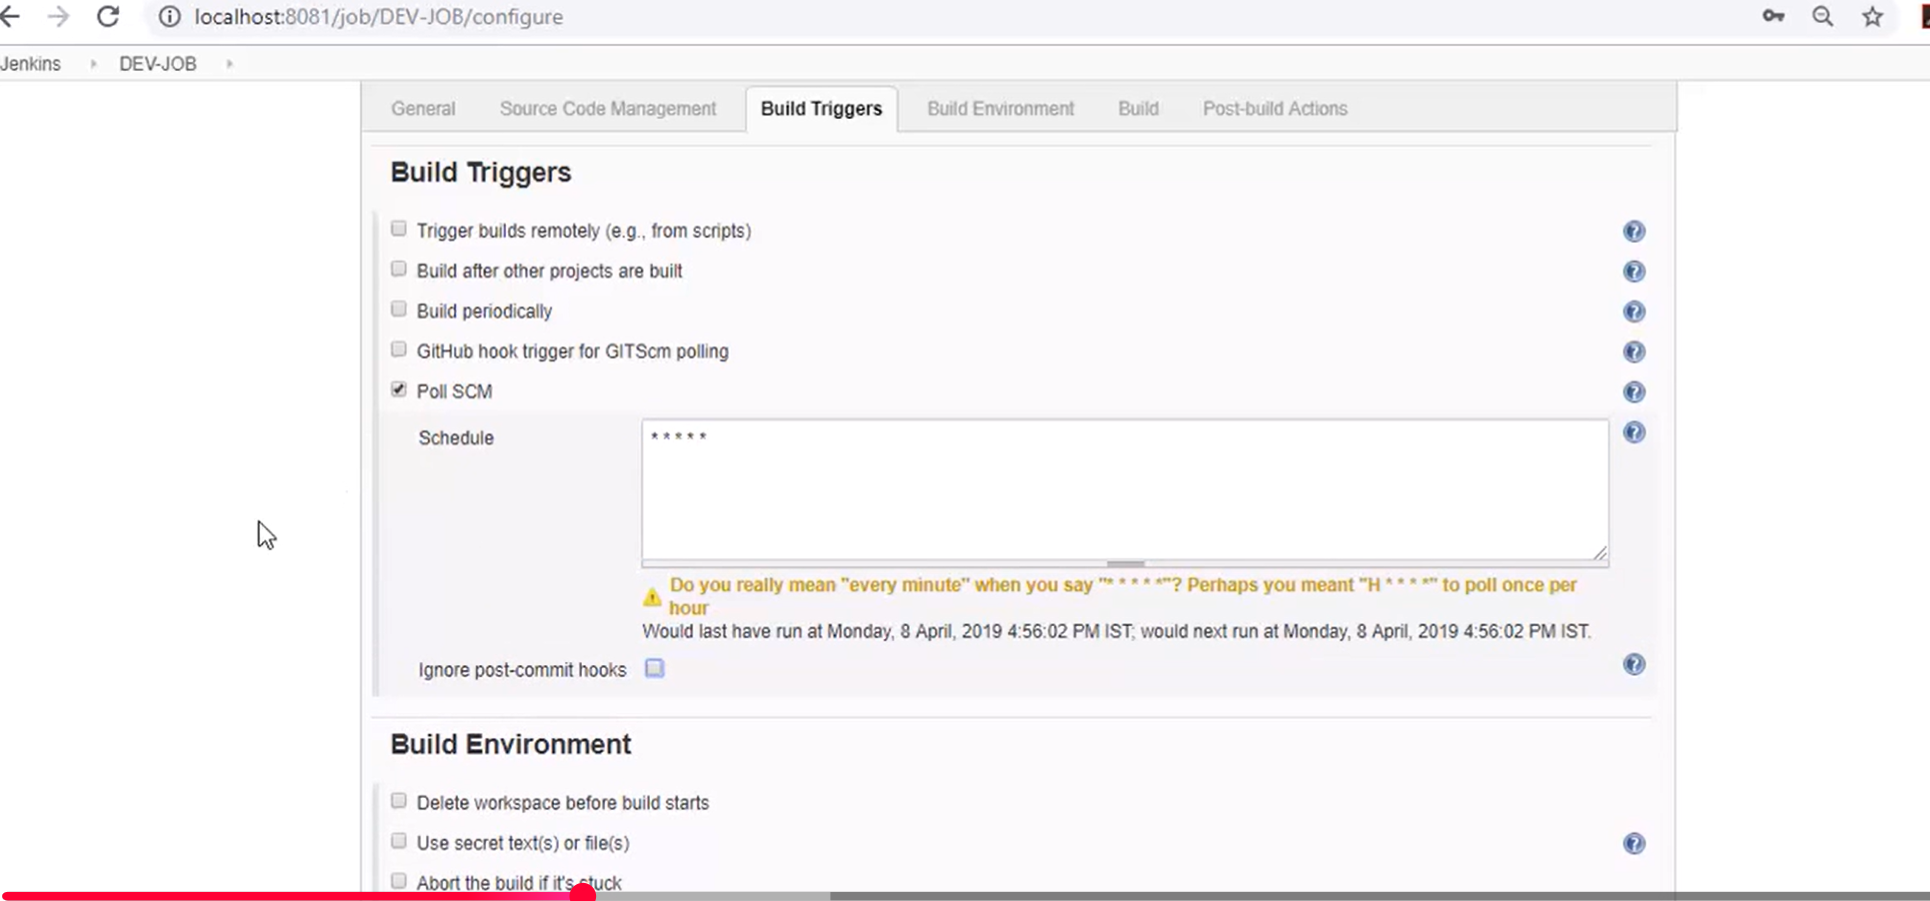 localhost:8081/job/DEV-JOB/configure
Jenkins DEV-JOB
General Source Code Management Build Triggers Build Environment Build Post-build Actions
Build Triggers
Trigger builds remotely (e.g., from scripts)
Build after other projects are built
Build periodically
GitHub hook trigger for GITScm polling
Poll SCM
Schedule * * * * *
Do you really mean "every minute" when you say "* * * * *"? Perhaps you meant "H * * * *" to poll once per
hour
Would last have run at Monday, 8 April, 2019 4:56:02 PM IST; would next run at Monday, 8 April, 2019 4:56:02 PM IST.
Ignore post-commit hooks
Build Environment
Delete workspace before build starts
Use secret text(s) or file(s)
Abort the build if it's stuck